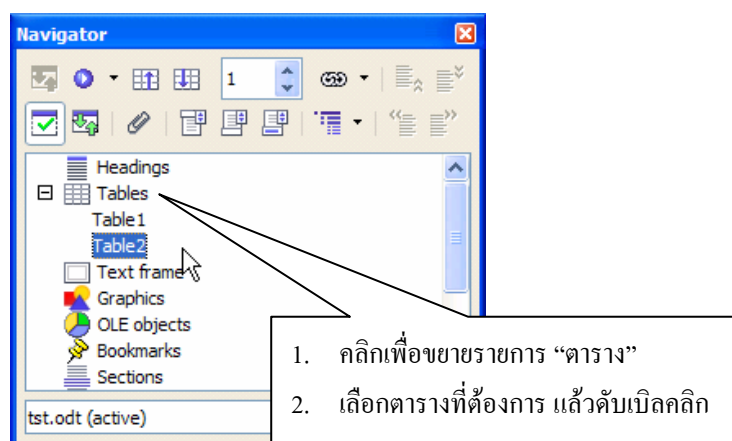 Navigator
1
Headings
Tables
Table1
Table2
Text frame
Graphics
OLE objects
Bookmarks
Sections
tst.odt (active)
1. คลิกเพื่อขยายรายการ “ตาราง”
2. เลือกตารางที่ต้องการ แล้วดับเบิลคลิก